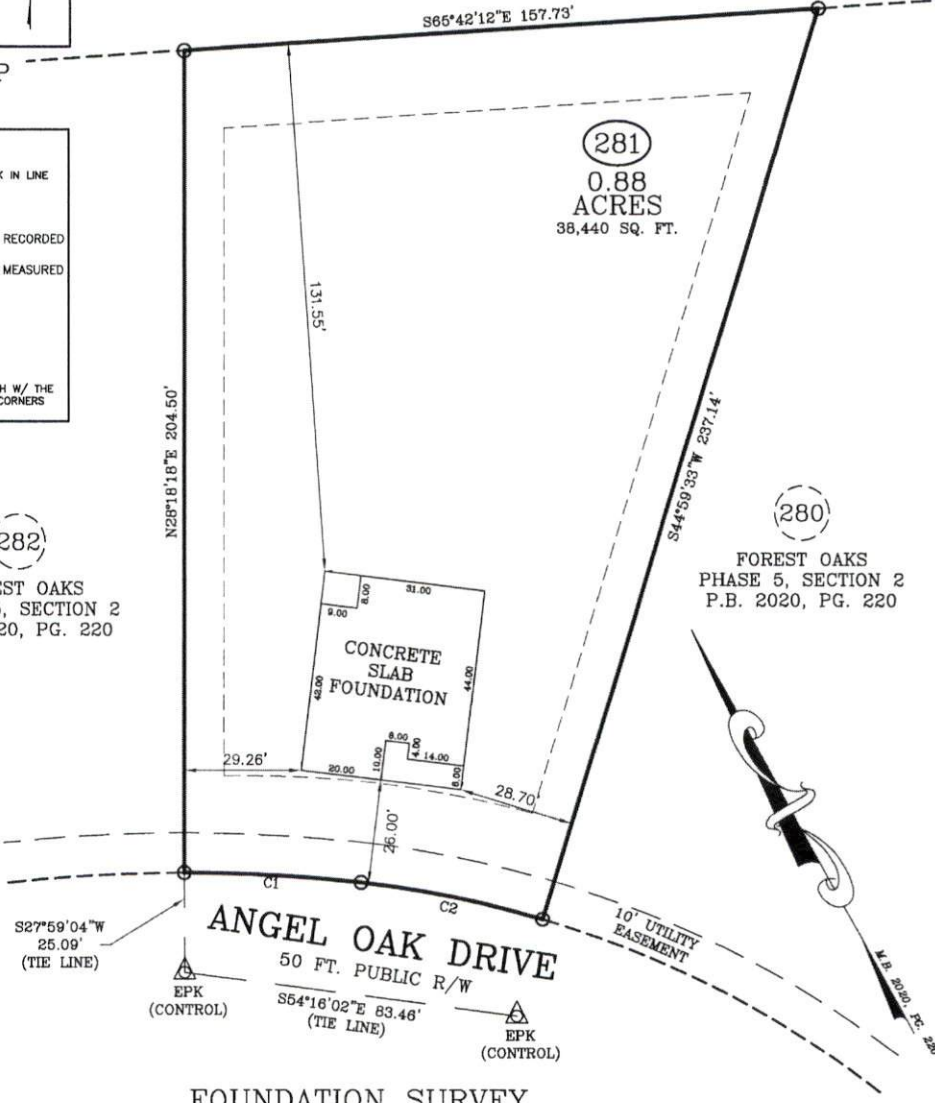 S65°42'12"E 157.73'
P
K IN LINE
RECORDED
MEASURED
H W/ THE
CORNERS
281
0.88
ACRES
38,440 SQ. FT.
131.55'
N28°18'18"E 204.50'
S44°59'33"W 237.14'
282
EST OAKS
, SECTION 2
20, PG. 220
280
FOREST OAKS
PHASE 5, SECTION 2
P.B. 2020, PG. 220
31.00
8.00
9.00
CONCRETE
SLAB
FOUNDATION
42.00
44.00
6.00
4.00
14.00
10.00
20.00
6.00
29.26'
28.70'
26.00'
C1
C2
S27°59'04"W
25.09'
(TIE LINE)
ANGEL OAK DRIVE
50 FT. PUBLIC R/W
10' UTILITY
EASEMENT
EPK
(CONTROL)
S54°16'02"E 83.46'
(TIE LINE)
EPK
(CONTROL)
M.B. 2020, PG. 220
FOUNDATION SURVEY